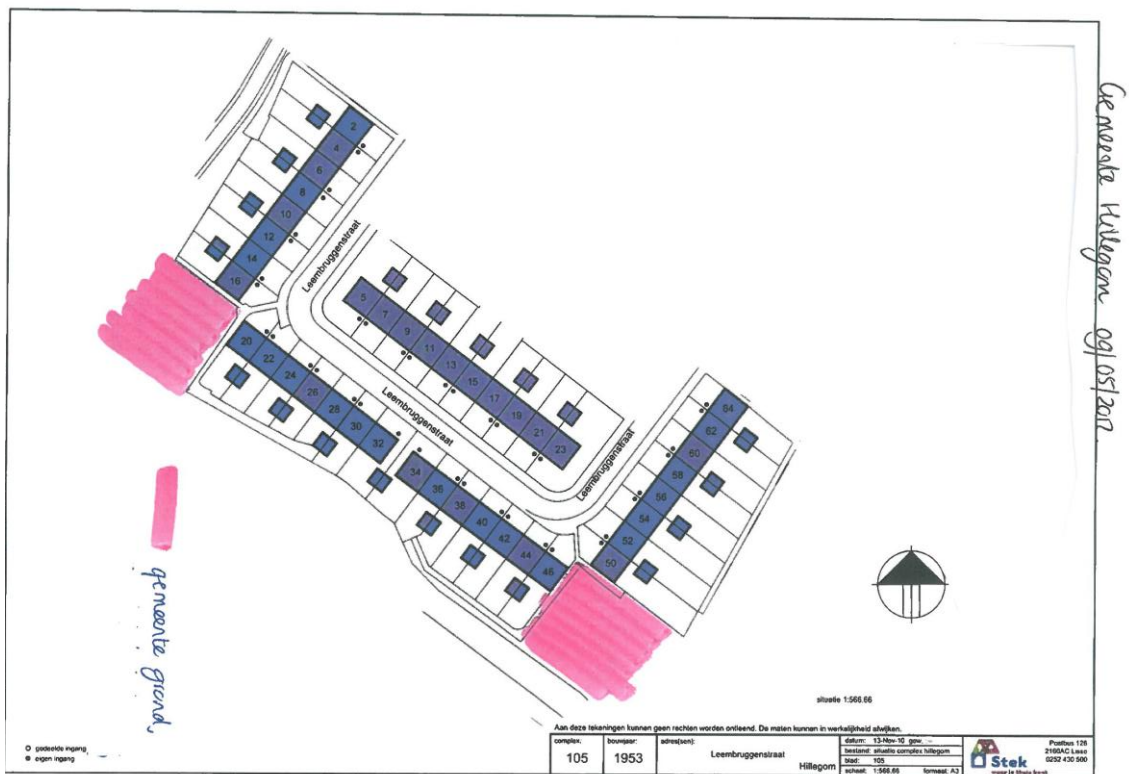 Gemeente Hillegom 09/05/2017
2
4
6
8
10
12
14
16
Leembruggenstraat
5
7
9
11
13
15
17
19
21
23
20
22
24
26
28
30
32
Leembruggenstraat
34
36
38
40
42
44
46
Leembruggenstraat
64
62
60
58
56
54
52
50
gemeente grond,
situatie 1:566.66
Aan deze tekeningen kunnen geen rechten worden ontleend. De maten kunnen in werkelijkheid afwijken.
gedeelde ingang
eigen ingang
complex.
105
bouwjaar:
1953
adres(sen):
Leembruggenstraat
Hillegom
datum: 13-Nov-10 gew.
bestand: situatie complex hillegom
blad: 105
schaal: 1:566.66 formaat: A3
Stek
Postbus 126
2160AC Lisse
0252 430 500